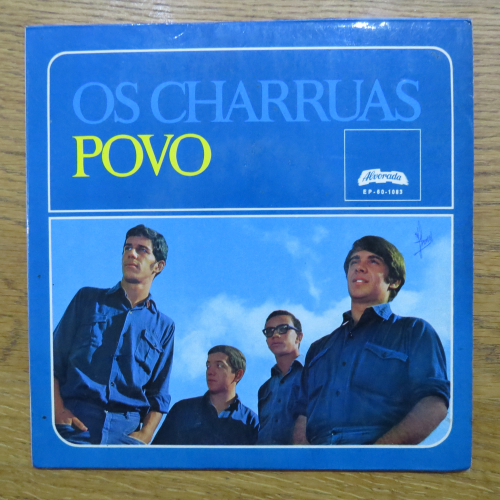 OS CHARRUAS
POVO
Alvorada
EP-60-1083